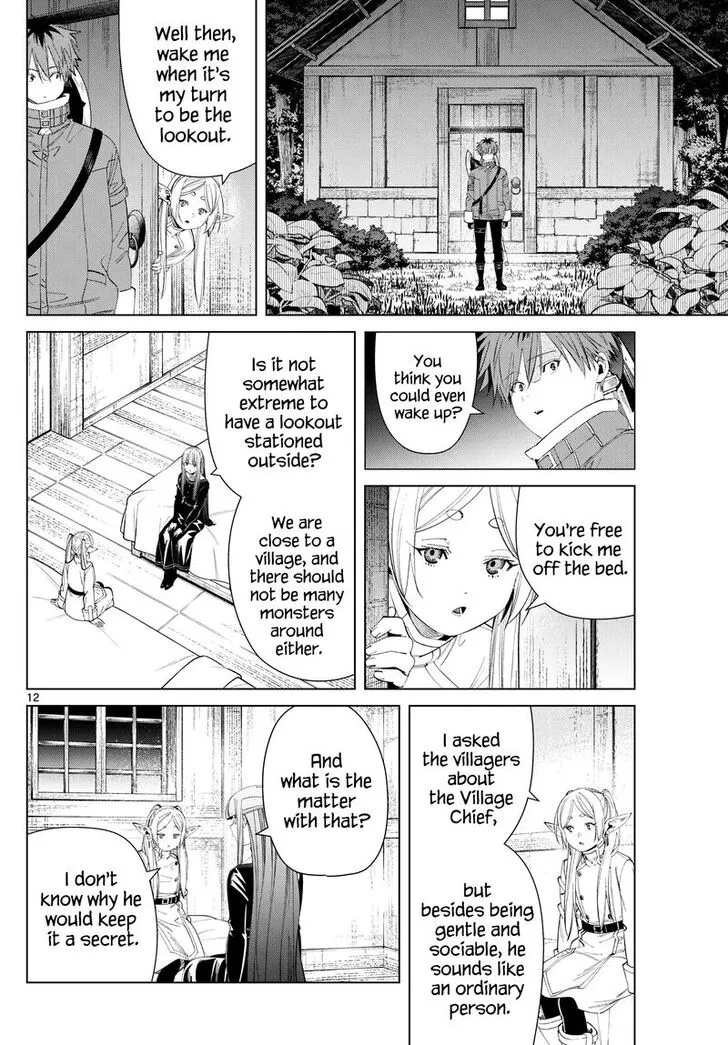 Well then,
wake me
when it's
my turn
to be the
lookout.
You
think you
could even
wake up?
You're free
to kick me
off the bed.
Is it not
somewhat
extreme to
have a lookout
stationed
outside?
We are
close to a
village, and
there should
not be many
monsters
around
either.
12
I asked
the villagers
about
the Village
Chief,
but
besides being
gentle and
sociable, he
sounds like
an ordinary
person.
And
what is the
matter
with that?
I don't
know why he
would keep
it a secret.